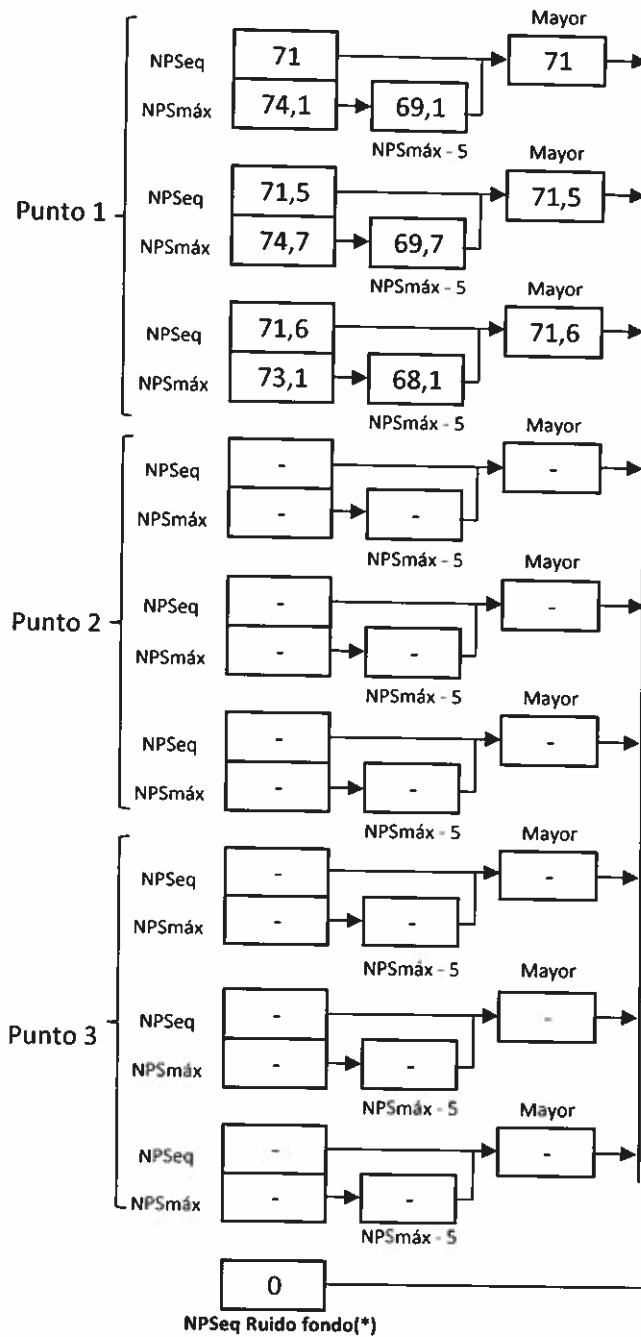 Mayor
NPSeq 71 71
NPSmáx 74,1 69,1
NPSmáx - 5
Mayor
Punto 1
NPSeq 71,5 71,5
NPSmáx 74,7 69,7
NPSmáx - 5
Mayor
NPSeq 71,6 71,6
NPSmáx 73,1 68,1
NPSmáx - 5
Mayor
NPSeq - -
NPSmáx - -
NPSmáx - 5
Mayor
Punto 2
NPSeq - -
NPSmáx - -
NPSmáx - 5
Mayor
NPSeq - -
NPSmáx - -
NPSmáx - 5
Mayor
NPSeq - -
NPSmáx - -
NPSmáx - 5
Mayor
Punto 3
NPSeq - -
NPSmáx - -
NPSmáx - 5
Mayor
NPSeq - -
NPSmáx - -
NPSmáx - 5
0
NPSeq Ruido fondo(*)